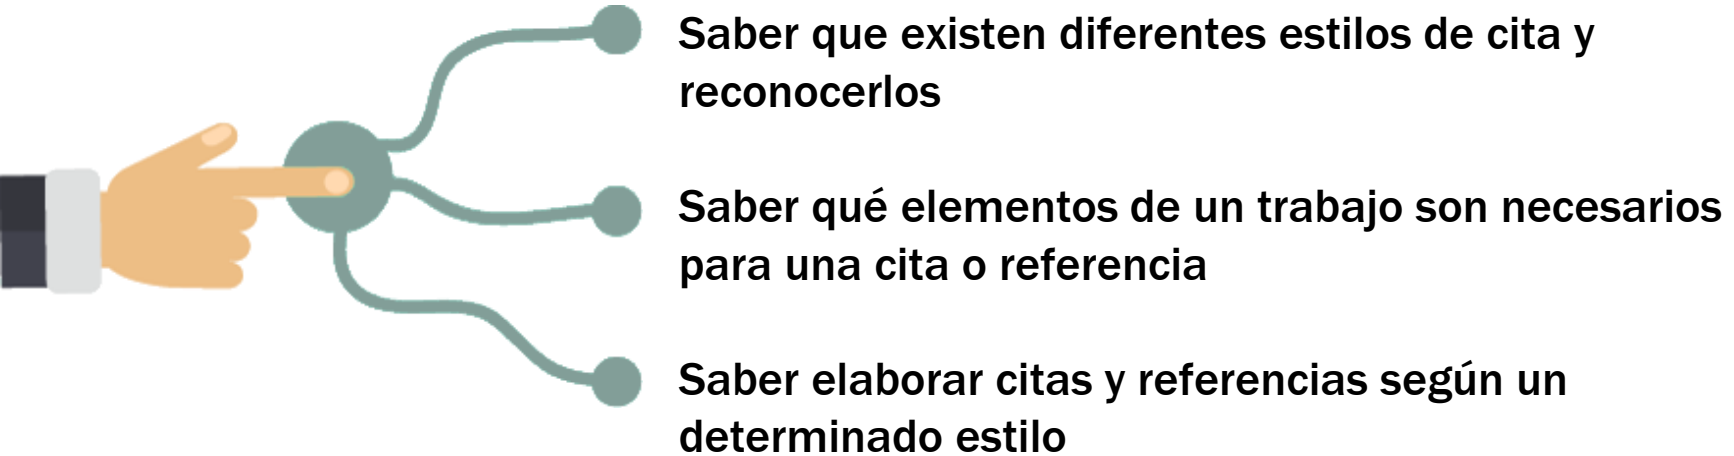 Saber que existen diferentes estilos de cita y
reconocerlos
Saber qué elementos de un trabajo son necesarios
para una cita o referencia
Saber elaborar citas y referencias según un
determinado estilo